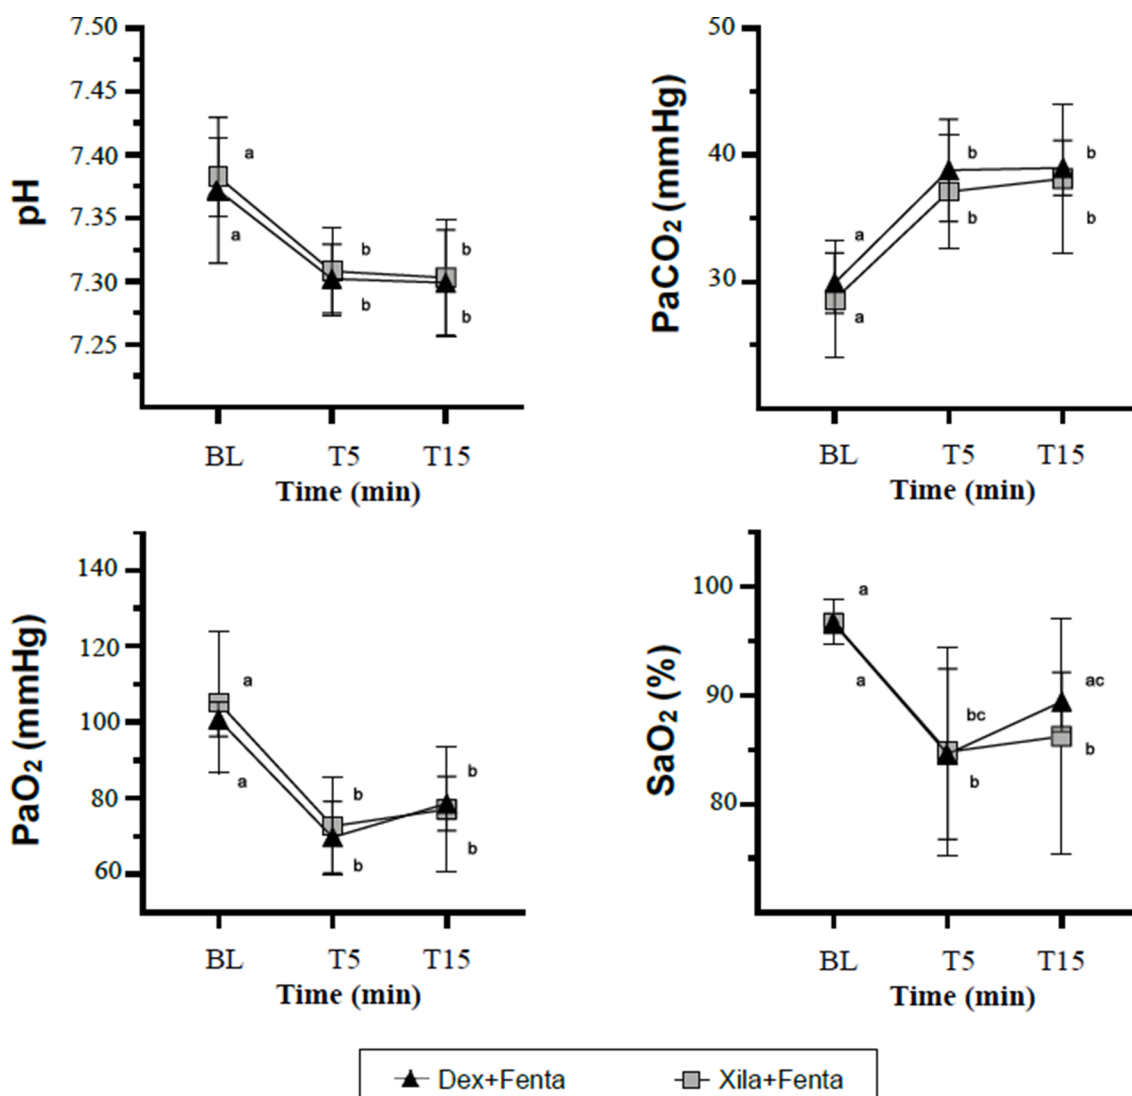 7.50
7.45
7.40
7.35
7.30
7.25
pH
a
a
b
b
b
b
BL T5 T15
Time (min)
50
40
30
PaCO2 (mmHg)
a
a
b
b
b
b
BL T5 T15
Time (min)
140
120
100
80
60
PaO2 (mmHg)
a
a
b
b
b
b
BL T5 T15
Time (min)
100
90
80
SaO2 (%)
a
a
bc
b
ac
b
BL T5 T15
Time (min)
Dex+Fenta Xila+Fenta